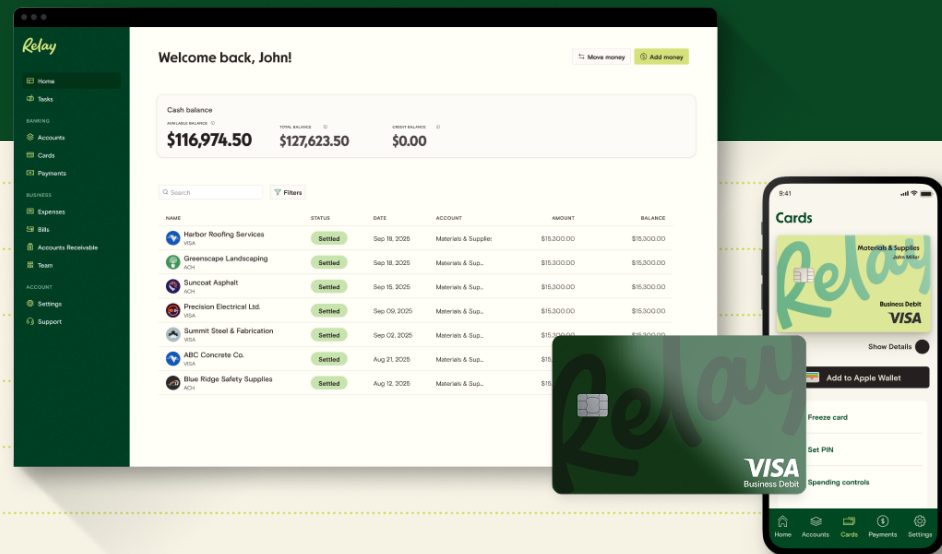 Relay
Welcome back, John!
Move money
Add money
Home
Tasks
BANKING
Accounts
Cards
Payments
BUSINESS
Expenses
Bills
Accounts Receivable
Team
ACCOUNT
Settings
Support
Cash balance
AVAILABLE BALANCE
TOTAL BALANCE
CREDIT BALANCE
$116,974.50
$127,623.50
$0.00
Search
Filters
NAME STATUS DATE ACCOUNT AMOUNT BALANCE
Harbor Roofing Services
VISA
Settled Sep 19, 2025 Materials & Supplies $15,300.00 $15,300.00
Greenscape Landscaping
ACH
Settled Sep 18, 2025 Materials & Sup... $15,300.00 $15,300.00
Suncoat Asphalt
ACH
Settled Sep 15, 2025 Materials & Sup... $15,300.00 $15,300.00
Precision Electrical Ltd.
VISA
Settled Sep 09, 2025 Materials & Sup... $15,300.00 $15,300.00
Summit Steel & Fabrication
VISA
Settled Sep 02, 2025 Materials & Sup...
ABC Concrete Co.
VISA
Settled Aug 21, 2025 Materials & Sup...
Blue Ridge Safety Supplies
ACH
Settled Aug 12, 2025 Materials & Sup...
Relay
VISA
Business Debit
9:41
Cards
Relay
Materials & Supplies
John Miller
Business Debit
VISA
Show Details
Add to Apple Wallet
Freeze card
Set PIN
Spending controls
Home
Accounts
Cards
Payments
Settings